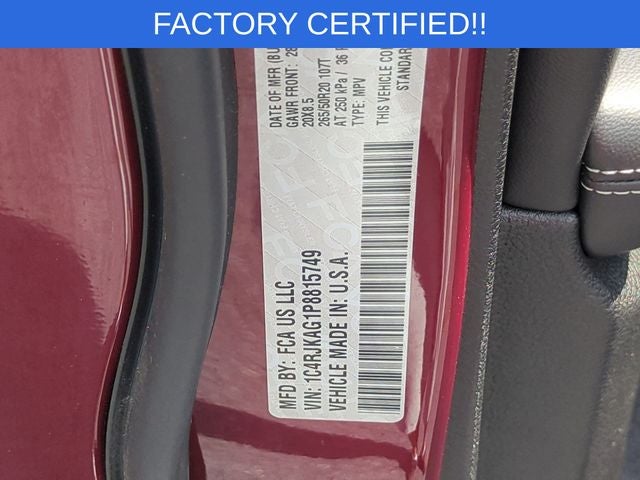 FACTORY CERTIFIED!!
MFD BY: FCA US LLC
DATE OF MFR
GAWR FRONT:
20X8.5
265/50R20 107T
AT 250 kPa / 36
TYPE: MPV
VIN: 1C4RJKAG1P8815749
VEHICLE MADE IN: U.S.A.
THIS VEHICLE
STANDAR